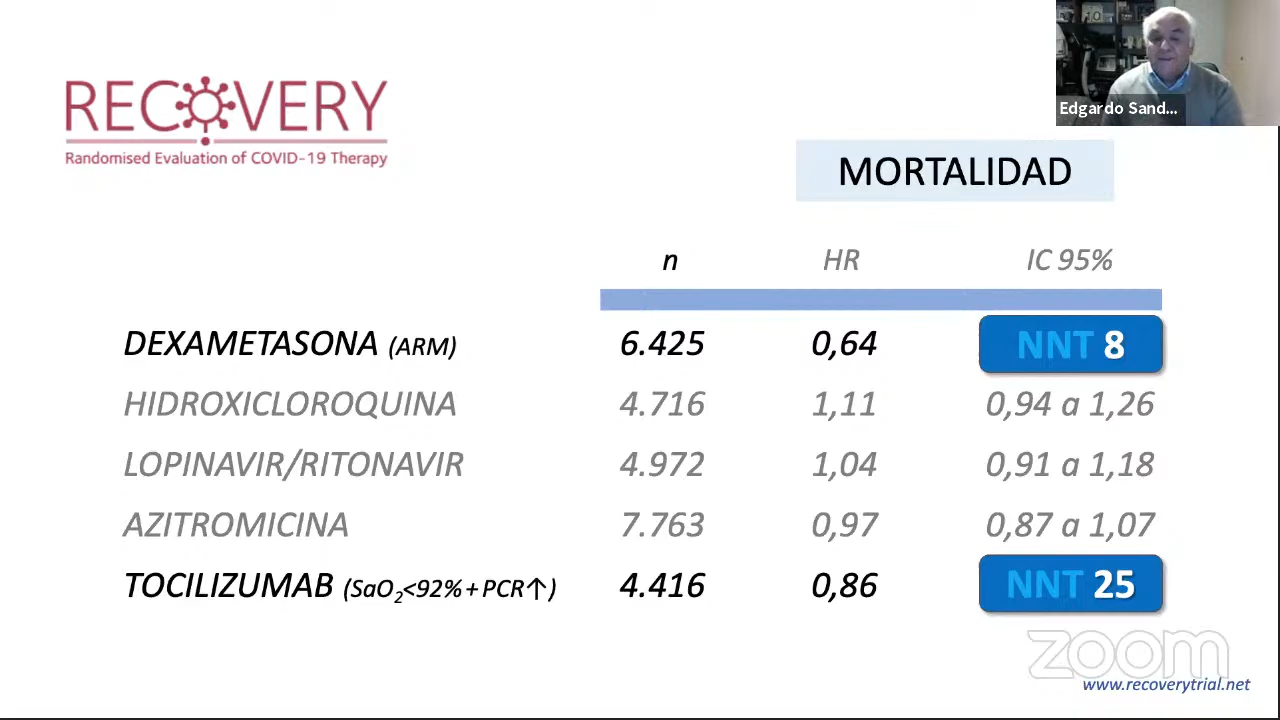 Edgardo Sand...
RECOVERY
Randomised Evaluation of COVID-19 Therapy
MORTALIDAD
n HR IC 95%
DEXAMETASONA (ARM) 6.425 0,64 NNT 8
HIDROXICLOROQUINA 4.716 1,11 0,94 a 1,26
LOPINAVIR/RITONAVIR 4.972 1,04 0,91 a 1,18
AZITROMICINA 7.763 0,97 0,87 a 1,07
TOCILIZUMAB (SaO₂<92%+PCR↑) 4.416 0,86 NNT 25
zoom
www.recoverytrial.net